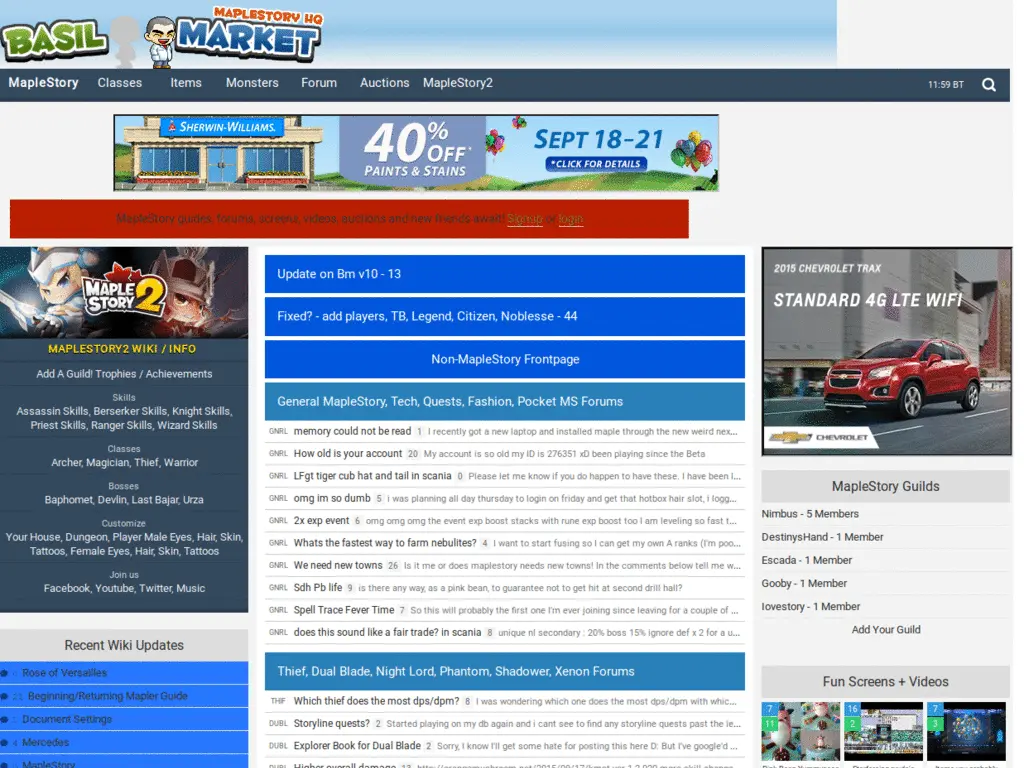 MAPLESTORY HQ
BASIL MARKET
MapleStory Classes Items Monsters Forum Auctions MapleStory2 11:59 BT
SHERWIN-WILLIAMS.
40% OFF*
PAINTS & STAINS
SEPT 18-21
*CLICK FOR DETAILS
MapleStory guides, forums, screens, videos, auctions and new friends await! Signup or login
MAPLE STORY 2
MAPLESTORY2 WIKI / INFO
Add A Guild! Trophies / Achievements
Skills
Assassin Skills, Berserker Skills, Knight Skills,
Priest Skills, Ranger Skills, Wizard Skills
Classes
Archer, Magician, Thief, Warrior
Bosses
Baphomet, Devlin, Last Bajar, Urza
Customize
Your House, Dungeon, Player Male Eyes, Hair, Skin,
Tattoos, Female Eyes, Hair, Skin, Tattoos
Join us
Facebook, Youtube, Twitter, Music
Recent Wiki Updates
Rose of Versailles
Beginning/Returning Mapler Guide
Document Settings
4 Mercedes
MapleStory
Update on Bm v10 - 13
Fixed? - add players, TB, Legend, Citizen, Noblesse - 44
Non-MapleStory Frontpage
General MapleStory, Tech, Quests, Fashion, Pocket MS Forums
GNRL memory could not be read 1 I recently got a new laptop and installed maple through the new weird nex...
GNRL How old is your account 20 My account is so old my ID is 276351 xD been playing since the Beta
GNRL LFgt tiger cub hat and tail in scania 0 Please let me know if you do happen to have these. I have been l...
GNRL omg im so dumb 5 i was planning all day thursday to login on friday and get that hotbox hair slot, i logg...
GNRL 2x exp event 6 omg omg omg the event exp boost stacks with rune exp boost too I am leveling so fast t...
GNRL Whats the fastest way to farm nebulites? 4 I want to start fusing so I can get my own A ranks (I'm poo...
GNRL We need new towns 26 Is it me or does maplestory needs new towns! In the comments below tell me w...
GNRL Sdh Pb life 9 is there any way, as a pink bean, to guarantee not to get hit at second drill hall?
GNRL Spell Trace Fever Time 7 So this will probably the first one I'm ever joining since leaving for a couple of ...
GNRL does this sound like a fair trade? in scania 8 unique nl secondary : 20% boss 15% ignore def x 2 for a u...
Thief, Dual Blade, Night Lord, Phantom, Shadower, Xenon Forums
THIF Which thief does the most dps/dpm? 8 I was wondering which one does the most dps/dpm with whic...
DUBL Storyline quests? 2 Started playing on my db again and i cant see to find any storyline quests past the le...
DUBL Explorer Book for Dual Blade 2 Sorry, I know I'll get some hate for posting this here D: But I've google'd ...
DUBL Higher overall damage 13
2015 CHEVROLET TRAX
STANDARD 4G LTE WIFI
CHEVROLET
MapleStory Guilds
Nimbus - 5 Members
DestinysHand - 1 Member
Escada - 1 Member
Gooby - 1 Member
lovestory - 1 Member
Add Your Guild
Fun Screens + Videos
7 16 7
11 2 3